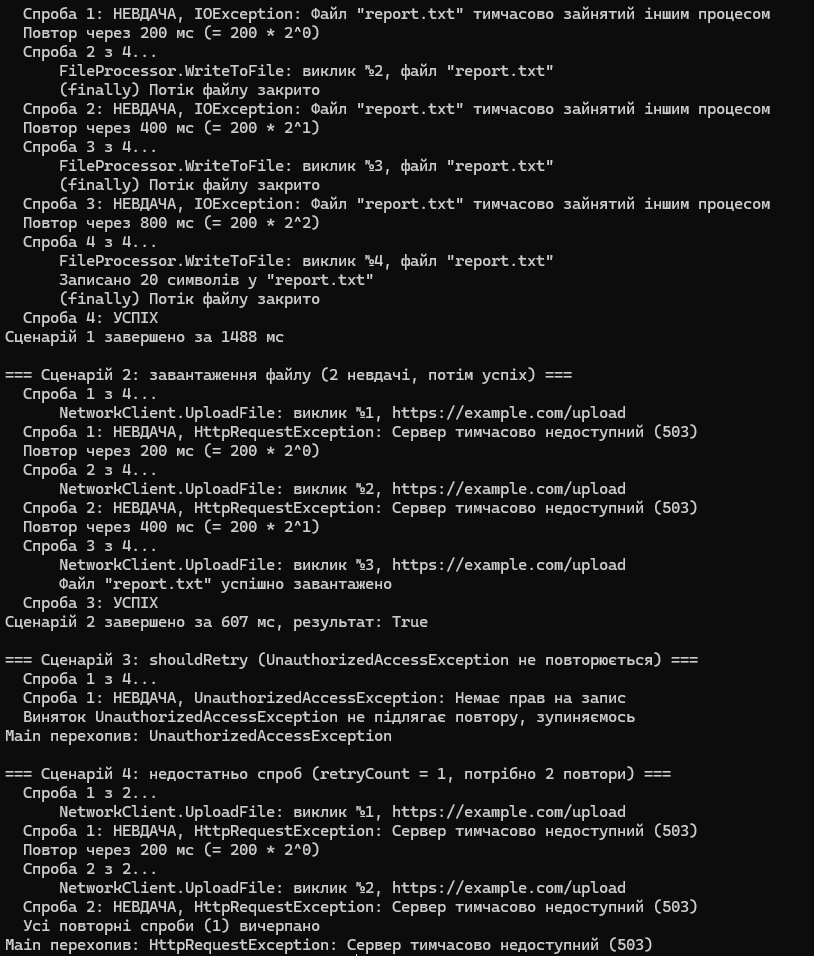 Спроба 1: НЕВДАЧА, IOException: Файл "report.txt" тимчасово зайнятий іншим процесом
Повтор через 200 мс (= 200 * 2^0)
Спроба 2 з 4...
FileProcessor.WriteToFile: виклик №2, файл "report.txt"
(finally) Потік файлу закрито
Спроба 2: НЕВДАЧА, IOException: Файл "report.txt" тимчасово зайнятий іншим процесом
Повтор через 400 мс (= 200 * 2^1)
Спроба 3 з 4...
FileProcessor.WriteToFile: виклик №3, файл "report.txt"
(finally) Потік файлу закрито
Спроба 3: НЕВДАЧА, IOException: Файл "report.txt" тимчасово зайнятий іншим процесом
Повтор через 800 мс (= 200 * 2^2)
Спроба 4 з 4...
FileProcessor.WriteToFile: виклик №4, файл "report.txt"
Записано 20 символів у "report.txt"
(finally) Потік файлу закрито
Спроба 4: УСПІХ
Сценарій 1 завершено за 1488 мс
=== Сценарій 2: завантаження файлу (2 невдачі, потім успіх) ===
Спроба 1 з 4...
NetworkClient.UploadFile: виклик №1, https://example.com/upload
Спроба 1: НЕВДАЧА, HttpRequestException: Сервер тимчасово недоступний (503)
Повтор через 200 мс (= 200 * 2^0)
Спроба 2 з 4...
NetworkClient.UploadFile: виклик №2, https://example.com/upload
Спроба 2: НЕВДАЧА, HttpRequestException: Сервер тимчасово недоступний (503)
Повтор через 400 мс (= 200 * 2^1)
Спроба 3 з 4...
NetworkClient.UploadFile: виклик №3, https://example.com/upload
Файл "report.txt" успішно завантажено
Спроба 3: УСПІХ
Сценарій 2 завершено за 607 мс, результат: True
=== Сценарій 3: shouldRetry (UnauthorizedAccessException не повторюється) ===
Спроба 1 з 4...
Спроба 1: НЕВДАЧА, UnauthorizedAccessException: Немає прав на запис
Виняток UnauthorizedAccessException не підлягає повтору, зупиняємось
Main перехопив: UnauthorizedAccessException
=== Сценарій 4: недостатньо спроб (retryCount = 1, потрібно 2 повтори) ===
Спроба 1 з 2...
NetworkClient.UploadFile: виклик №1, https://example.com/upload
Спроба 1: НЕВДАЧА, HttpRequestException: Сервер тимчасово недоступний (503)
Повтор через 200 мс (= 200 * 2^0)
Спроба 2 з 2...
NetworkClient.UploadFile: виклик №2, https://example.com/upload
Спроба 2: НЕВДАЧА, HttpRequestException: Сервер тимчасово недоступний (503)
Усі повторні спроби (1) вичерпано
Main перехопив: HttpRequestException: Сервер тимчасово недоступний (503)